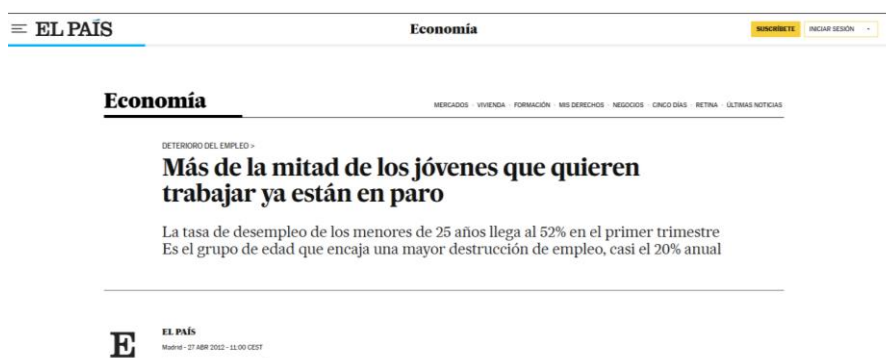 EL PAÍS
Economía
SUSCRÍBETE
INICIAR SESIÓN
Economía
MERCADOS · VIVIENDA · FORMACIÓN · MIS DERECHOS · NEGOCIOS · CINCO DÍAS · RETINA · ÚLTIMAS NOTICIAS
DETERIORO DEL EMPLEO >
Más de la mitad de los jóvenes que quieren
trabajar ya están en paro
La tasa de desempleo de los menores de 25 años llega al 52% en el primer trimestre
Es el grupo de edad que encaja una mayor destrucción de empleo, casi el 20% anual
E
EL PAÍS
Madrid - 27 ABR 2012 - 11:00 CEST